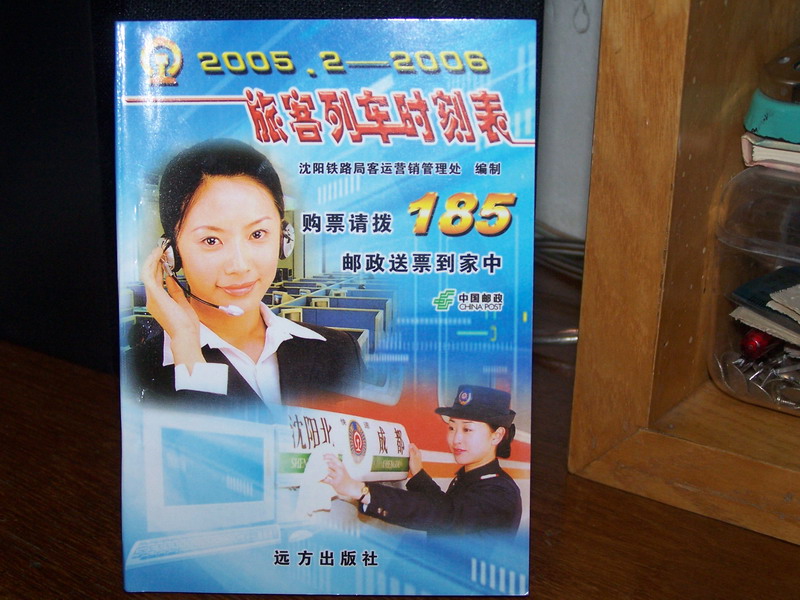 2005.2—2006
旅客列车时刻表
沈阳铁路局客运营销管理处 编制
购票请拨 185
邮政送票到家中
中国邮政
CHINA POST
沈阳北
成都
远方出版社